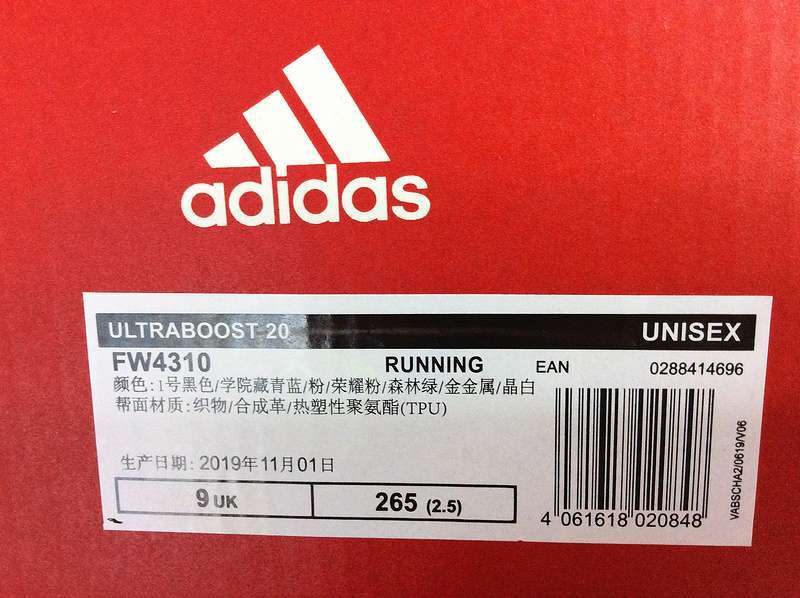 adidas
ULTRABOOST 20
UNISEX
FW4310
RUNNING
EAN
0288414696
颜色:1号黑色/学院藏青蓝/粉/荣耀粉/森林绿/金金属/晶白
帮面材质:织物/合成革/热塑性聚氨酯(TPU)
生产日期:2019年11月01日
9 UK
265 (2.5)
4 061618 020848
VABSCHA2/0619/V06